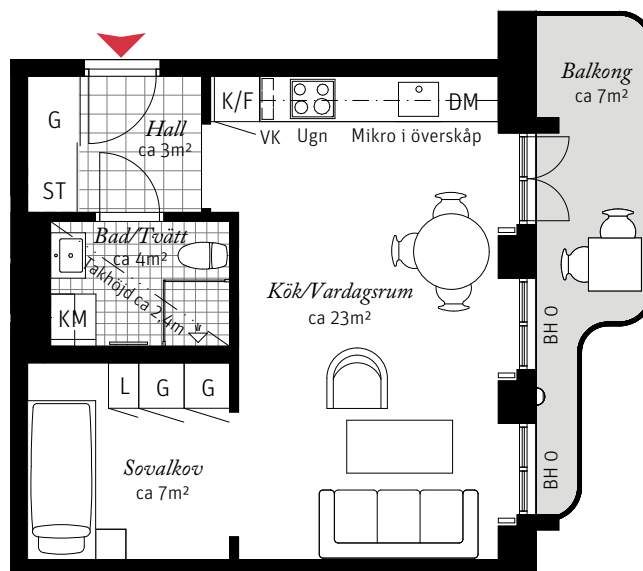 Balkong
ca 7m²
K/F
DM
G
Hall
ca 3m²
VK
Ugn
Mikro i överskåp
ST
Bad/Tvätt
ca 4m²
Takhöjd ca 2,4m
Kök/Vardagsrum
ca 23m²
KM
BH 0
L
G
G
Sovalkov
ca 7m²
BH 0